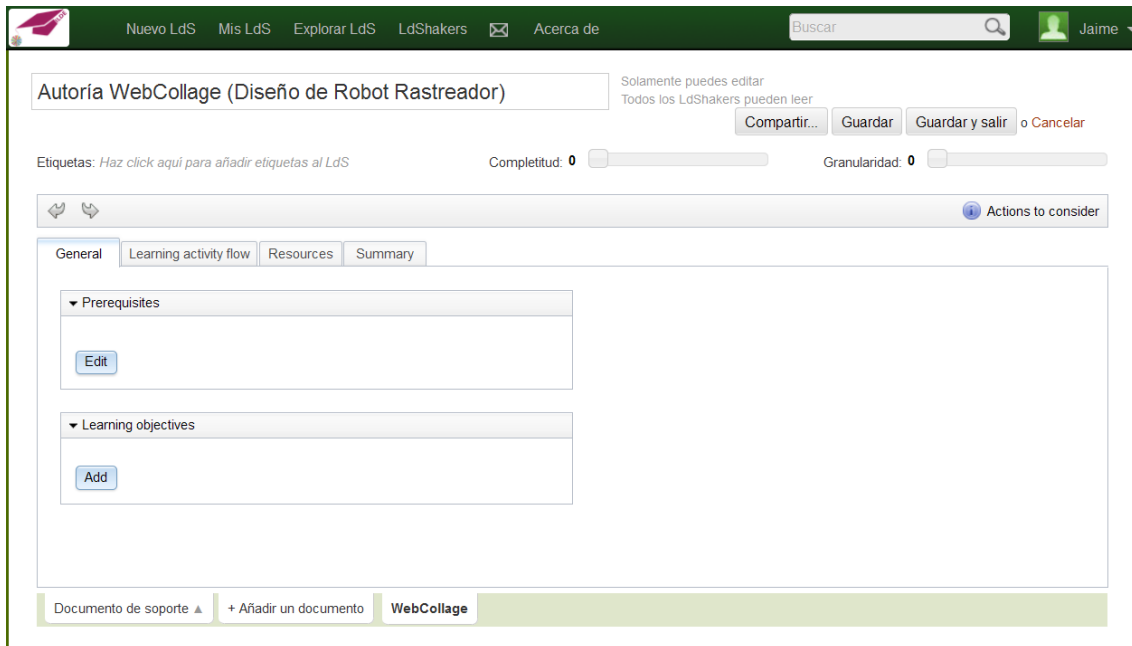 Nuevo LdS Mis LdS Explorar LdS LdShakers Acerca de Buscar Jaime
Autoría WebCollage (Diseño de Robot Rastreador)
Solamente puedes editar
Todos los LdShakers pueden leer
Compartir... Guardar Guardar y salir o Cancelar
Etiquetas: Haz click aquì para añadir etiquetas al LdS Completitud: 0 Granularidad: 0
Actions to consider
General Learning activity flow Resources Summary
Prerequisites
Edit
Learning objectives
Add
Documento de soporte + Añadir un documento WebCollage